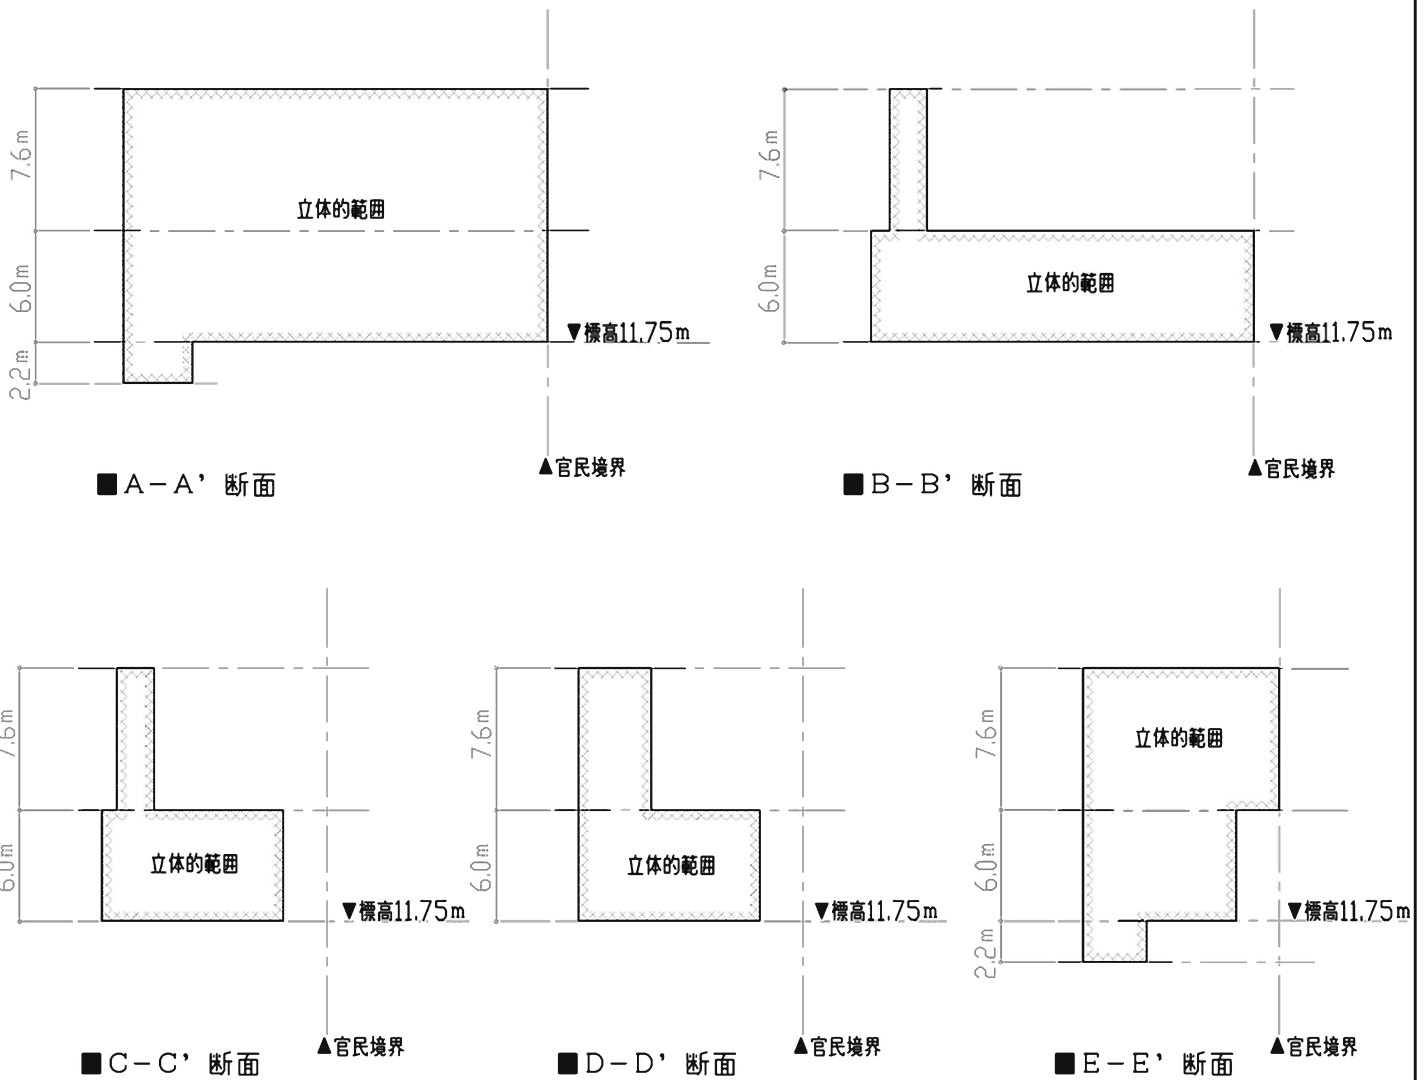 7.6m
立体的範囲
6.0m
▼標高11.75m
2.2m
▲官民境界
■A−A’ 断面
7.6m
6.0m
立体的範囲
▼標高11.75m
▲官民境界
■B−B’ 断面
7.6m
6.0m
立体的範囲
▼標高11.75m
▲官民境界
■C−C’ 断面
7.6m
6.0m
立体的範囲
▼標高11.75m
▲官民境界
■D−D’ 断面
7.6m
立体的範囲
6.0m
▼標高11.75m
2.2m
▲官民境界
■E−E’ 断面